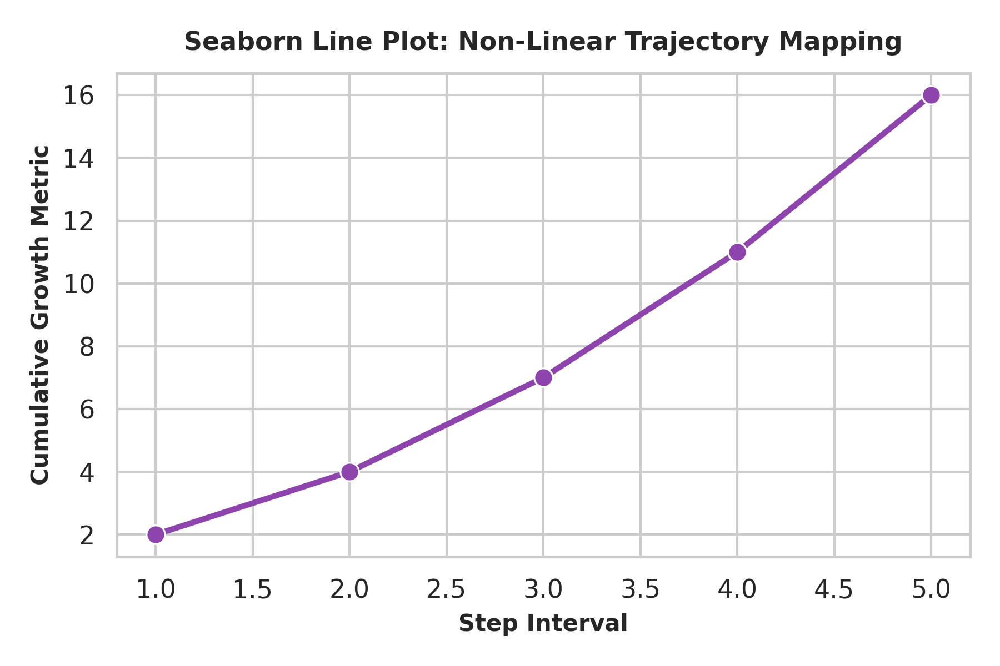 Seaborn Line Plot: Non-Linear Trajectory Mapping
Cumulative Growth Metric
16
14
12
10
8
6
4
2
1.0 1.5 2.0 2.5 3.0 3.5 4.0 4.5 5.0
Step Interval